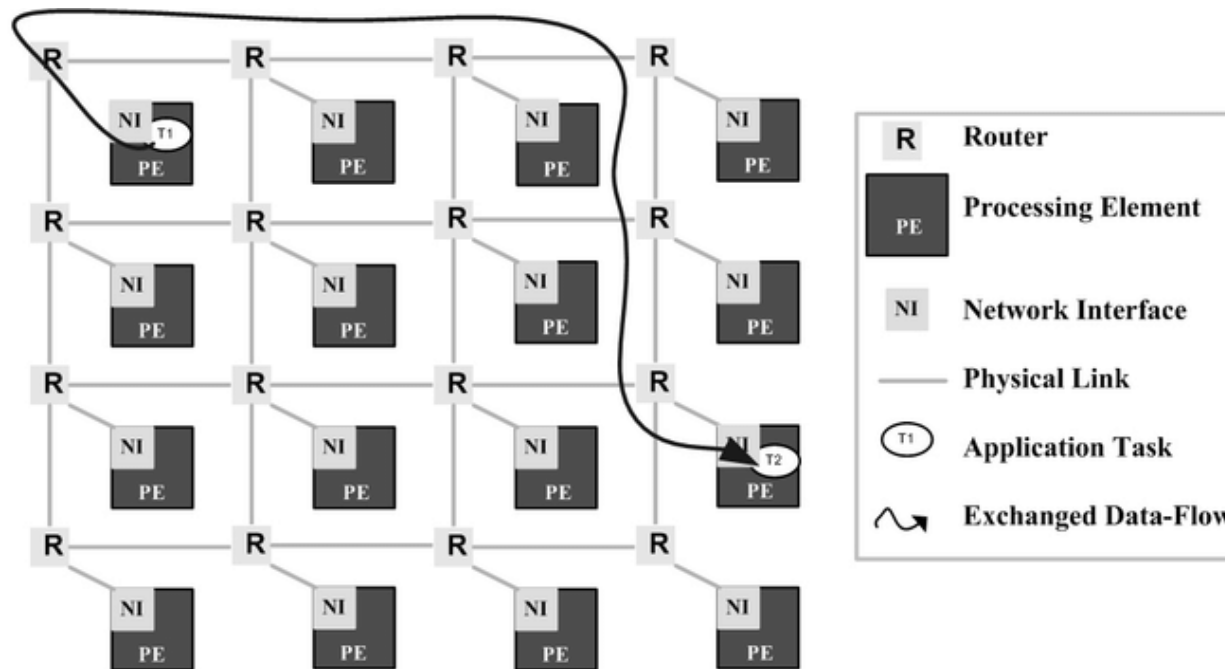 R R R R
NI T1 NI NI NI
PE PE PE PE
R R R R
NI NI NI NI
PE PE PE PE
R R R R
NI NI NI NI T2
PE PE PE PE
R R R R
NI NI NI NI
PE PE PE PE
R Router
PE Processing Element
NI Network Interface
Physical Link
T1 Application Task
Exchanged Data-Flow